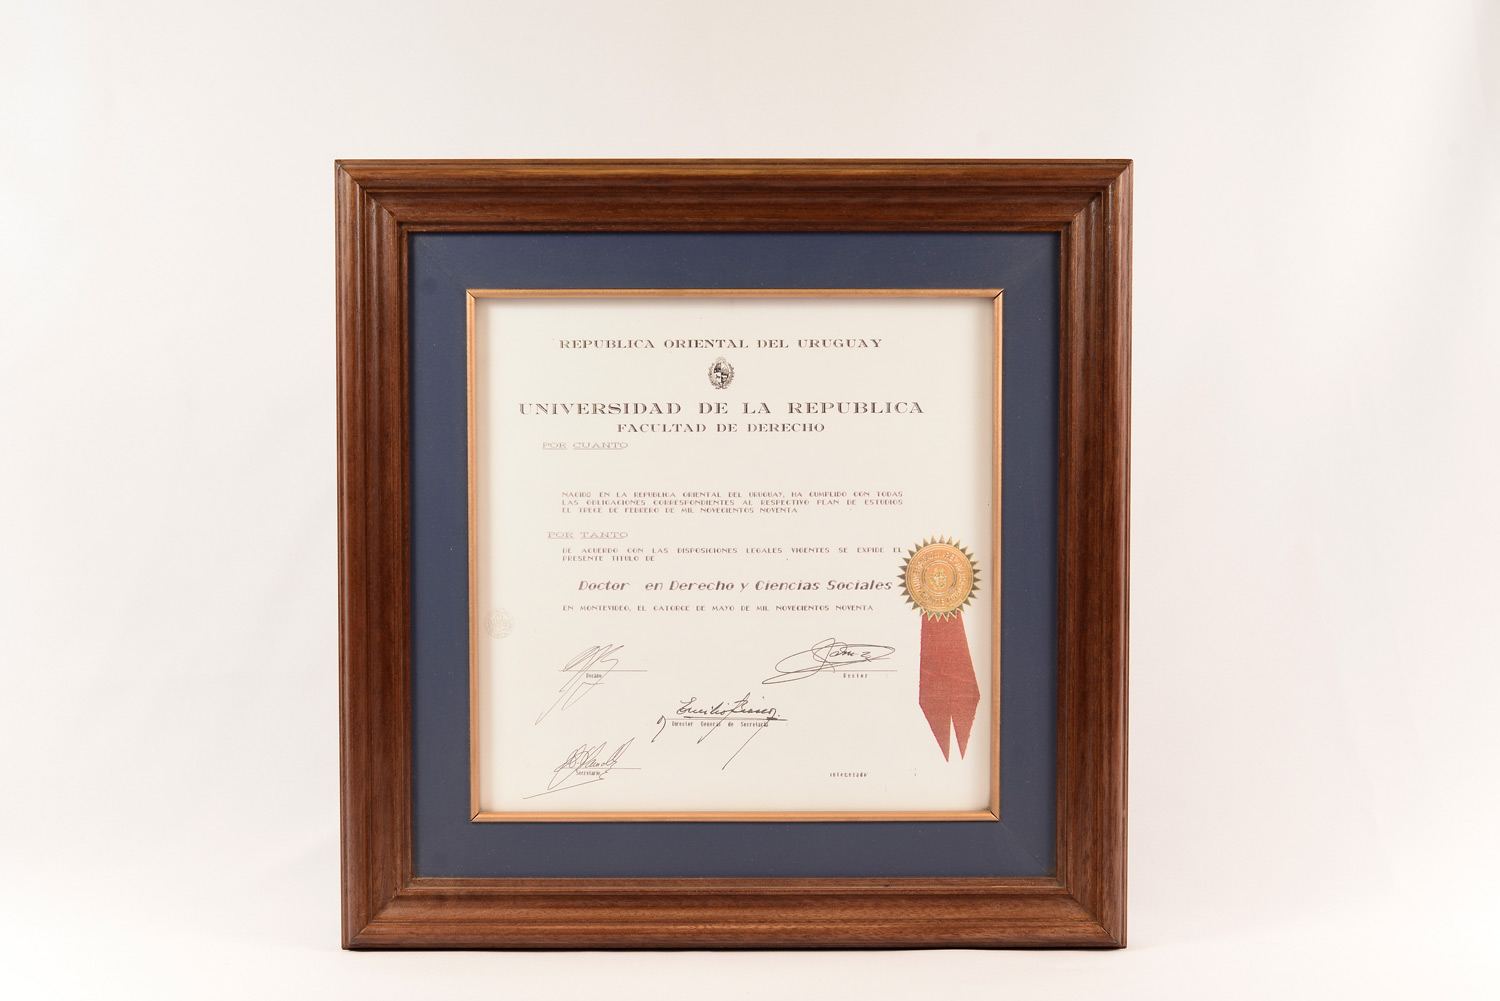 REPUBLICA ORIENTAL DEL URUGUAY
UNIVERSIDAD DE LA REPUBLICA
FACULTAD DE DERECHO
POR CUANTO
NACIDO EN LA REPUBLICA ORIENTAL DEL URUGUAY, HA CUMPLIDO CON TODAS
LAS OBLIGACIONES CORRESPONDIENTES AL RESPECTIVO PLAN DE ESTUDIOS
EL TRECE DE FEBRERO DE MIL NOVECIENTOS NOVENTA
POR TANTO
DE ACUERDO CON LAS DISPOSICIONES LEGALES VIGENTES SE EXPIDE EL
PRESENTE TITULO DE
Doctor en Derecho y Ciencias Sociales
EN MONTEVIDEO, EL CATORCE DE MAYO DE MIL NOVECIENTOS NOVENTA
Decano
Rector
Director General de Secretaría
Secretario
interesado